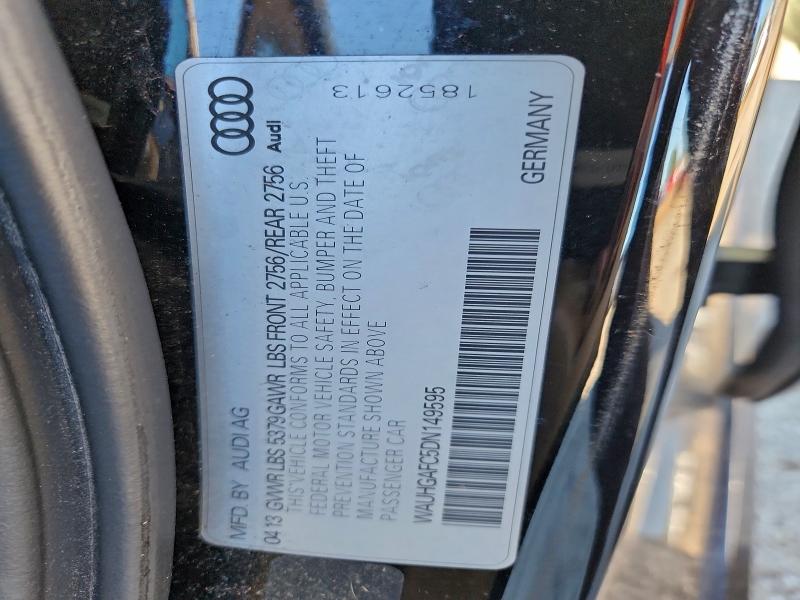 MFD. BY AUDI AG
04 13 GVWR LBS 5379 GAWR LBS FRONT 2756/REAR 2756 Audi
THIS VEHICLE CONFORMS TO ALL APPLICABLE U.S.
FEDERAL MOTOR VEHICLE SAFETY, BUMPER AND THEFT
PREVENTION STANDARDS IN EFFECT ON THE DATE OF
MANUFACTURE SHOWN ABOVE
PASSENGER CAR
WAUHGAFC5DN149595
GERMANY
185 2613